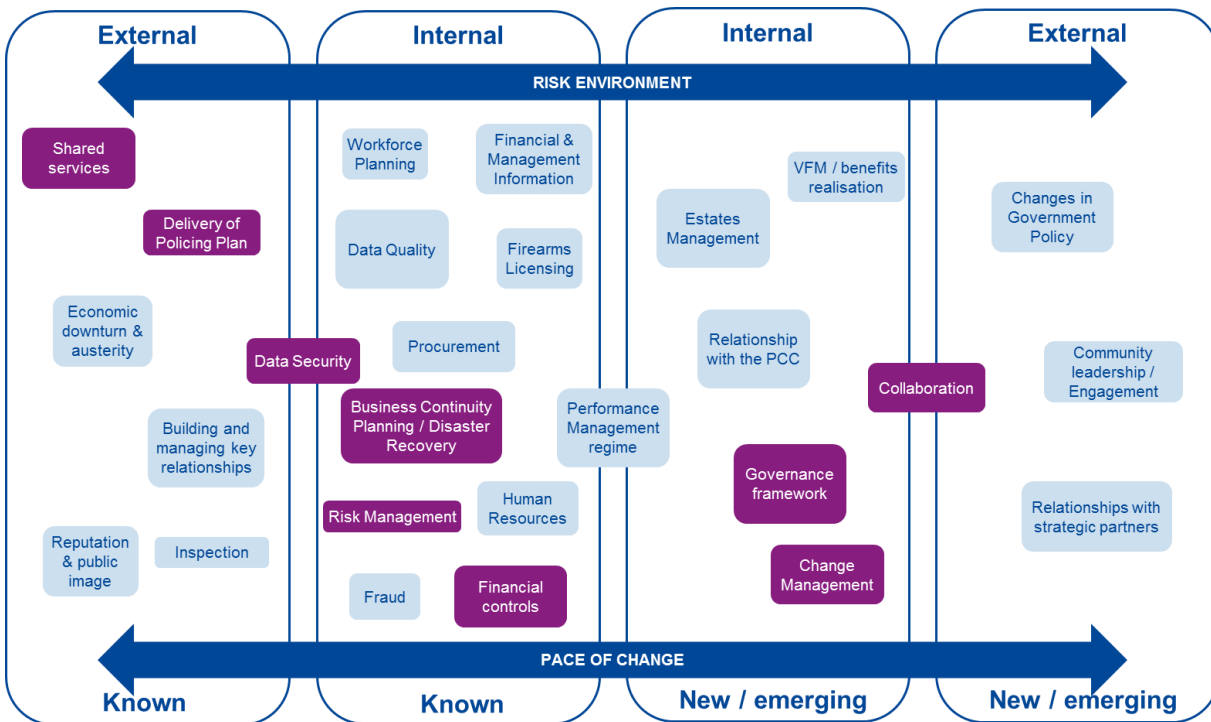 External
Internal
Internal
External
RISK ENVIRONMENT
Shared
services
Delivery of
Policing Plan
Economic
downturn &
austerity
Data Security
Building and
managing key
relationships
Reputation
& public
image
Inspection
Workforce
Planning
Financial &
Management
Information
Data Quality
Firearms
Licensing
Procurement
Business Continuity
Planning / Disaster
Recovery
Performance
Management
regime
Risk Management
Human
Resources
Fraud
Financial
controls
VFM / benefits
realisation
Estates
Management
Relationship
with the PCC
Collaboration
Governance
framework
Change
Management
Changes in
Government
Policy
Community
leadership /
Engagement
Relationships with
strategic partners
PACE OF CHANGE
Known
Known
New / emerging
New / emerging